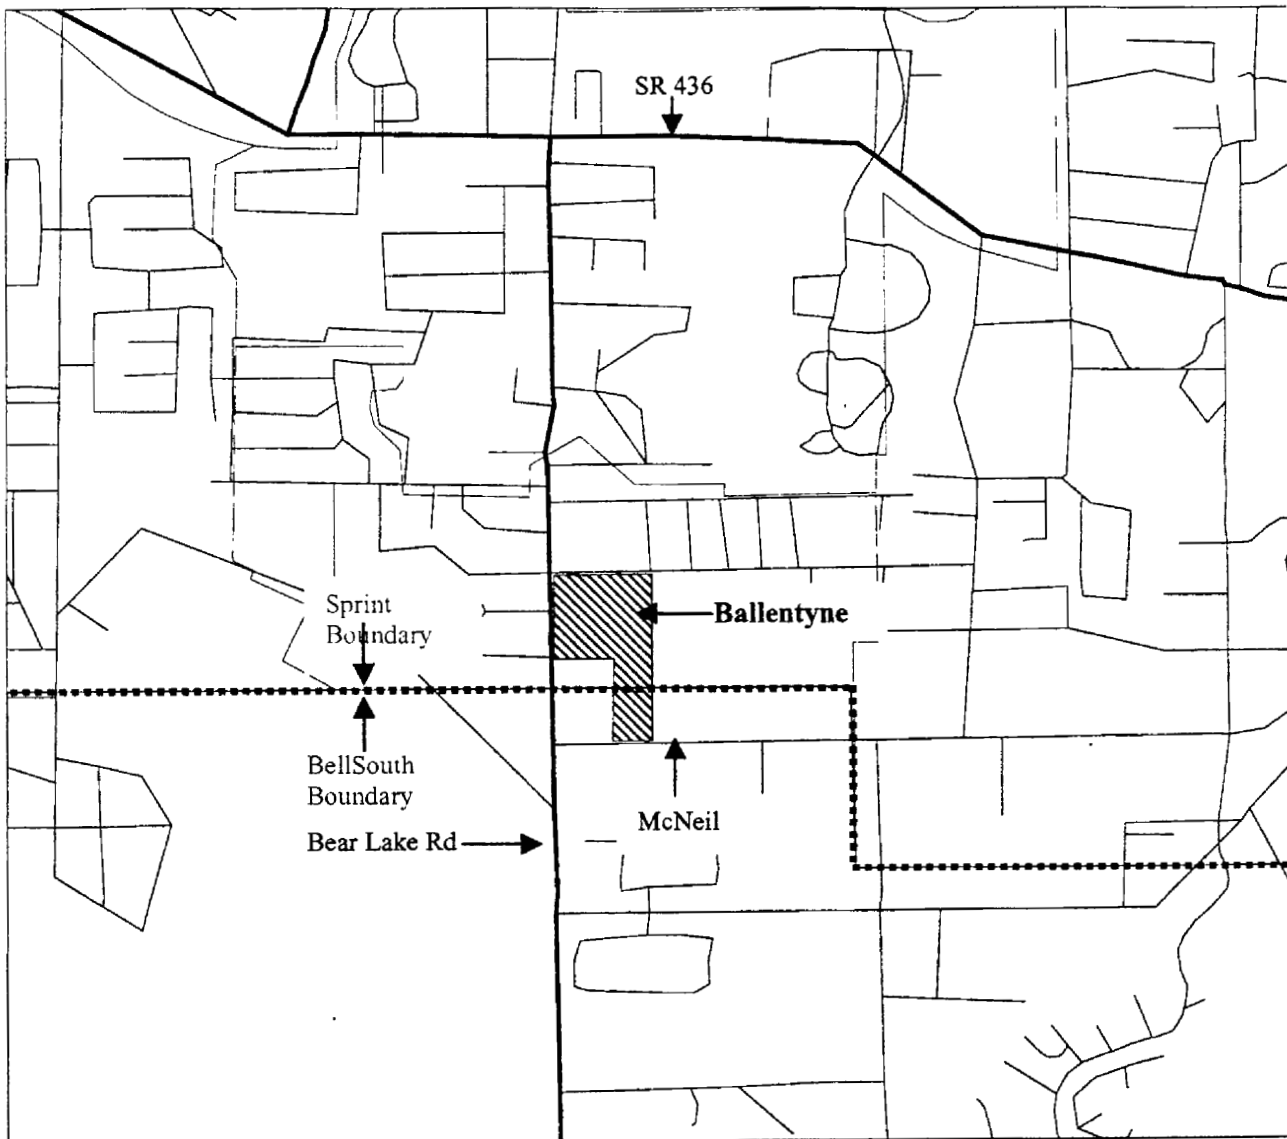 SR 436
Ballentyne
Sprint
Boundary
BellSouth
Boundary
McNeil
Bear Lake Rd